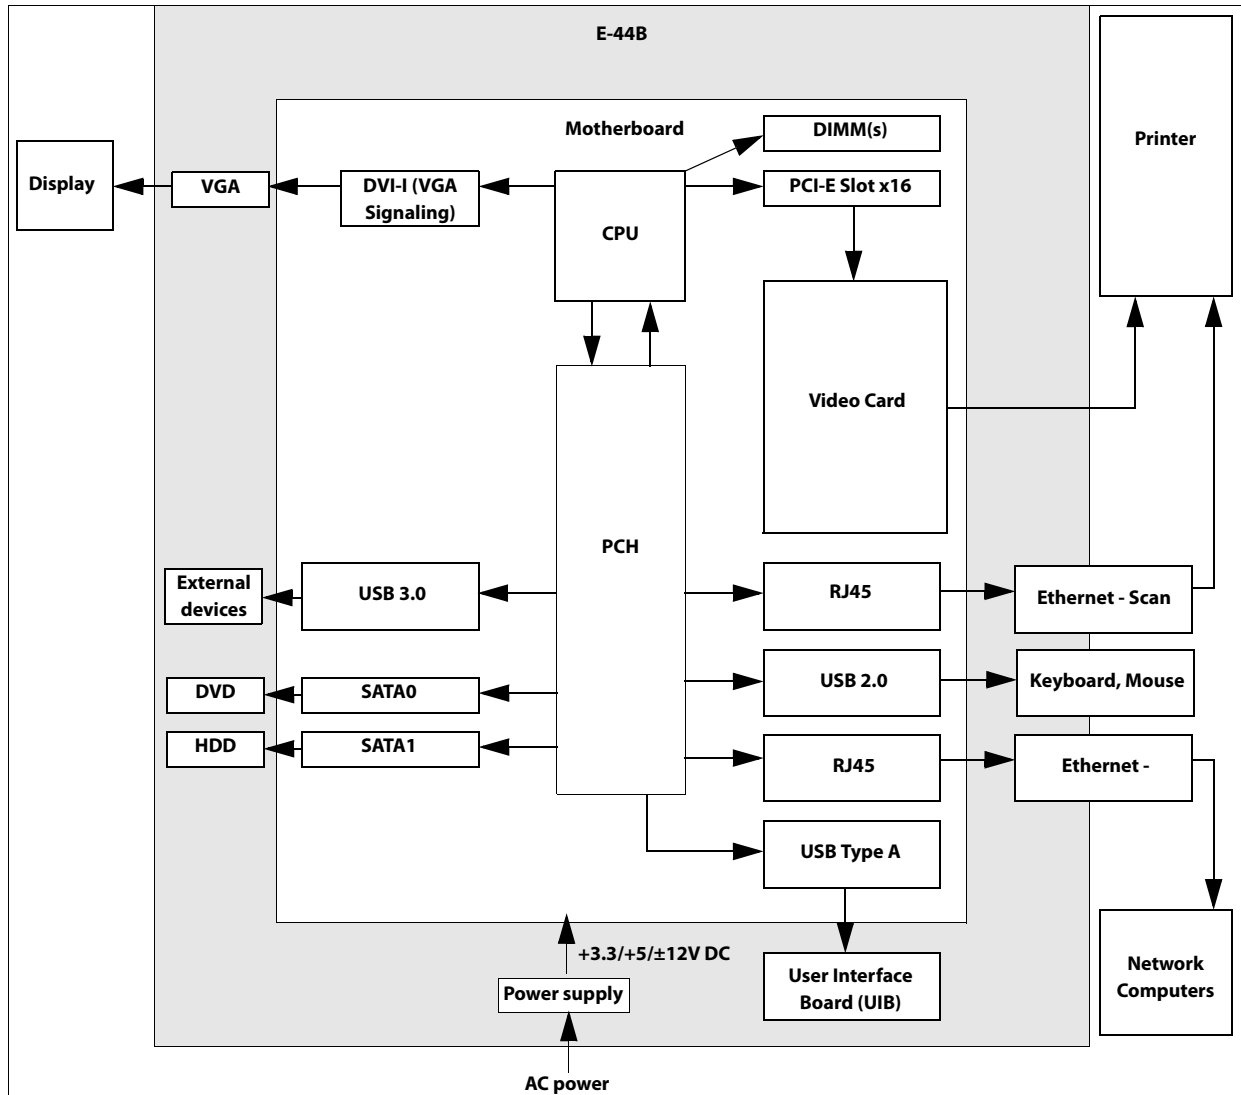 E-44B
Motherboard
DIMM(s)
Printer
Display
VGA
DVI-I (VGA
Signaling)
PCI-E Slot x16
CPU
Video Card
PCH
External
devices
USB 3.0
RJ45
Ethernet - Scan
DVD
SATA0
USB 2.0
Keyboard, Mouse
HDD
SATA1
RJ45
Ethernet -
USB Type A
+3.3/+5/±12V DC
Power supply
User Interface
Board (UIB)
Network
Computers
AC power